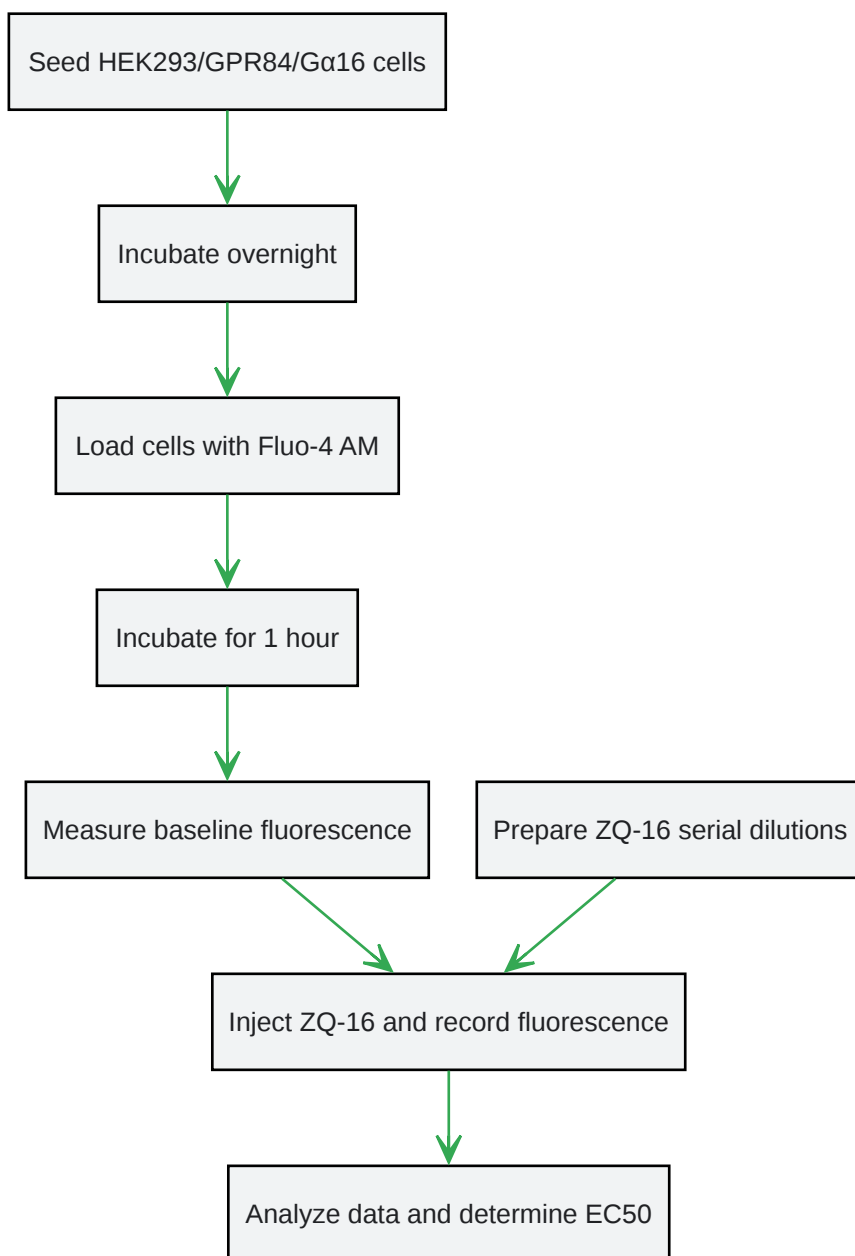 Seed HEK293/GPR84/Gα16 cells
Incubate overnight
Load cells with Fluo-4 AM
Incubate for 1 hour
Measure baseline fluorescence
Prepare ZQ-16 serial dilutions
Inject ZQ-16 and record fluorescence
Analyze data and determine EC50